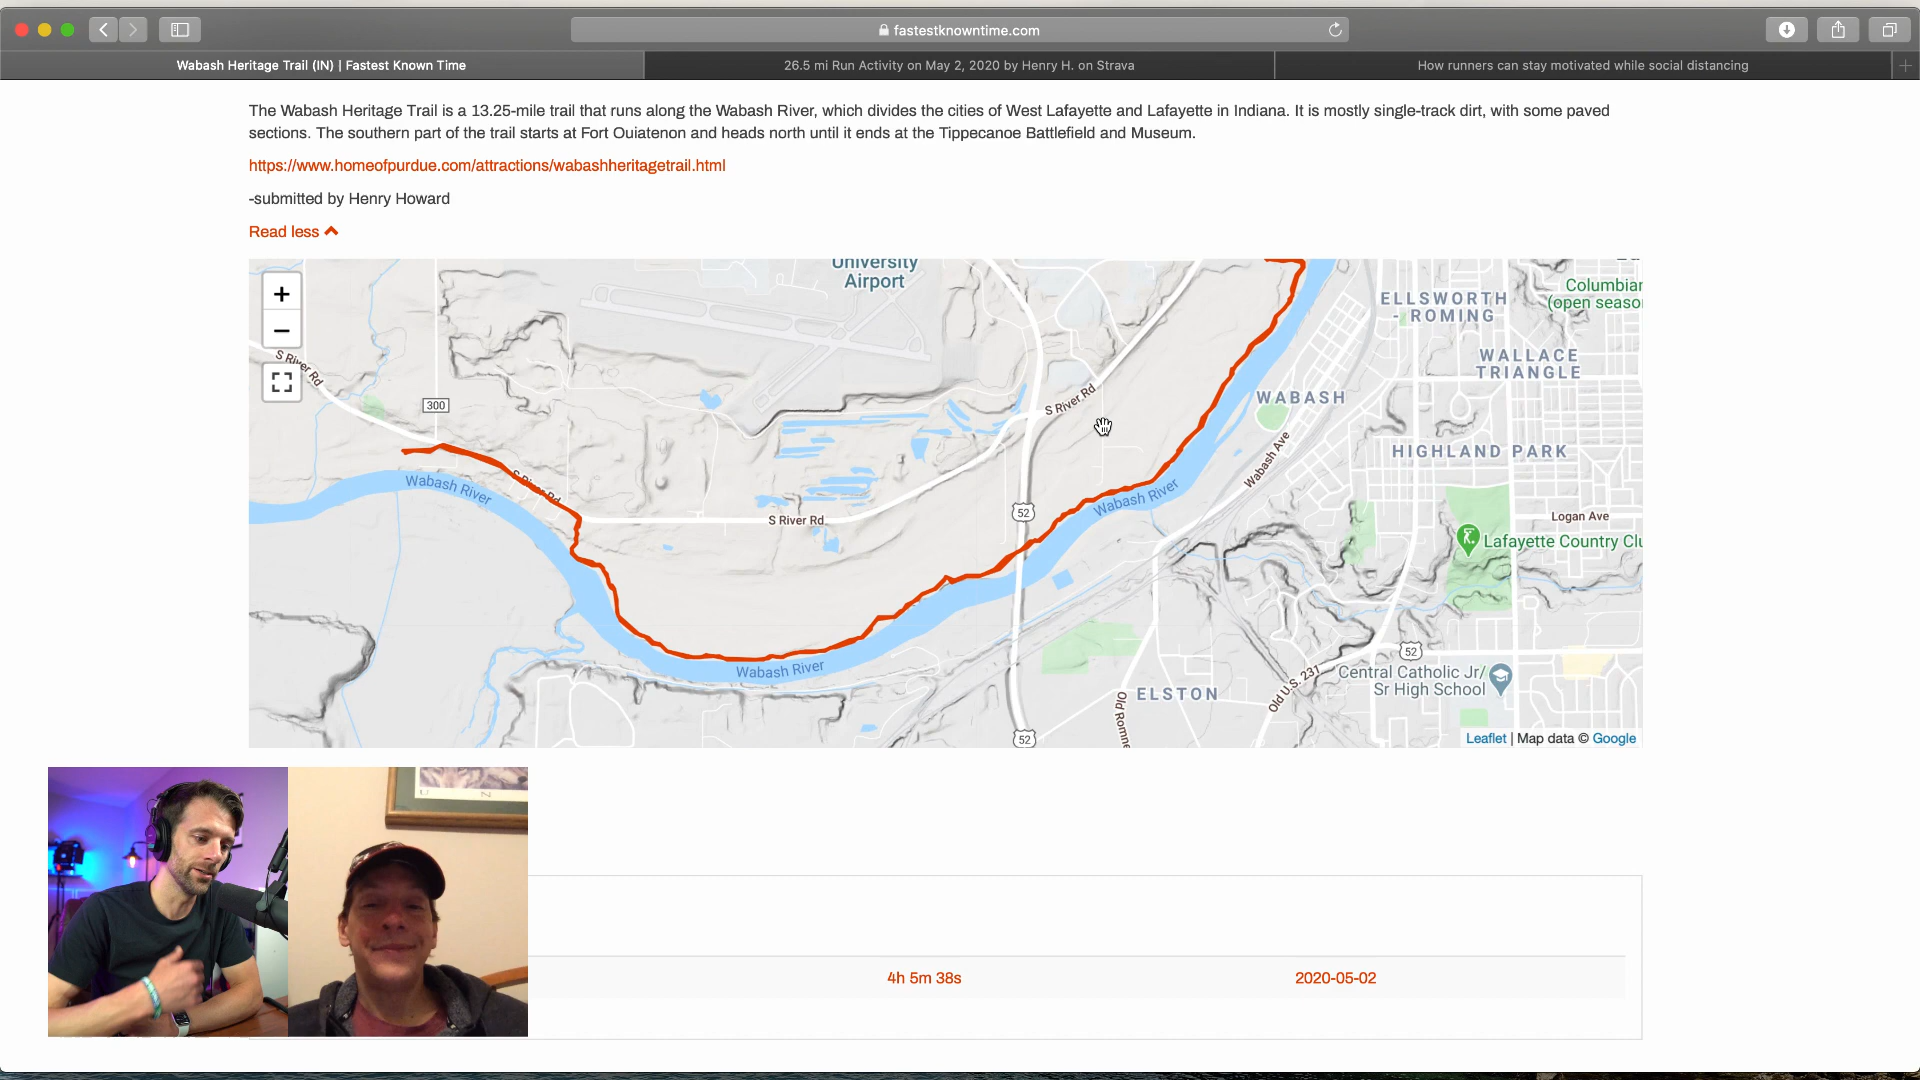 fastestknowntime.com
Wabash Heritage Trail (IN) | Fastest Known Time
26.5 mi Run Activity on May 2, 2020 by Henry H. on Strava
How runners can stay motivated while social distancing
The Wabash Heritage Trail is a 13.25-mile trail that runs along the Wabash River, which divides the cities of West Lafayette and Lafayette in Indiana. It is mostly single-track dirt, with some paved
sections. The southern part of the trail starts at Fort Ouiatenon and heads north until it ends at the Tippecanoe Battlefield and Museum.
https://www.homeofpurdue.com/attractions/wabashheritagetrail.html
-submitted by Henry Howard
Read less
University
Airport
Columbian
(open season
ELLSWORTH
- ROMING
+
−
S River Rd
WALLACE
TRIANGLE
300
S River Rd
WABASH
Wabash Ave
HIGHLAND PARK
S River Rd
Wabash River
Wabash River
52
S River Rd
Logan Ave
Lafayette Country Clu
Wabash River
52
Central Catholic Jr/
Sr High School
ELSTON
Old U.S. 231
Old Romne
52
Leaflet | Map data © Google
U N
4h 5m 38s
2020-05-02